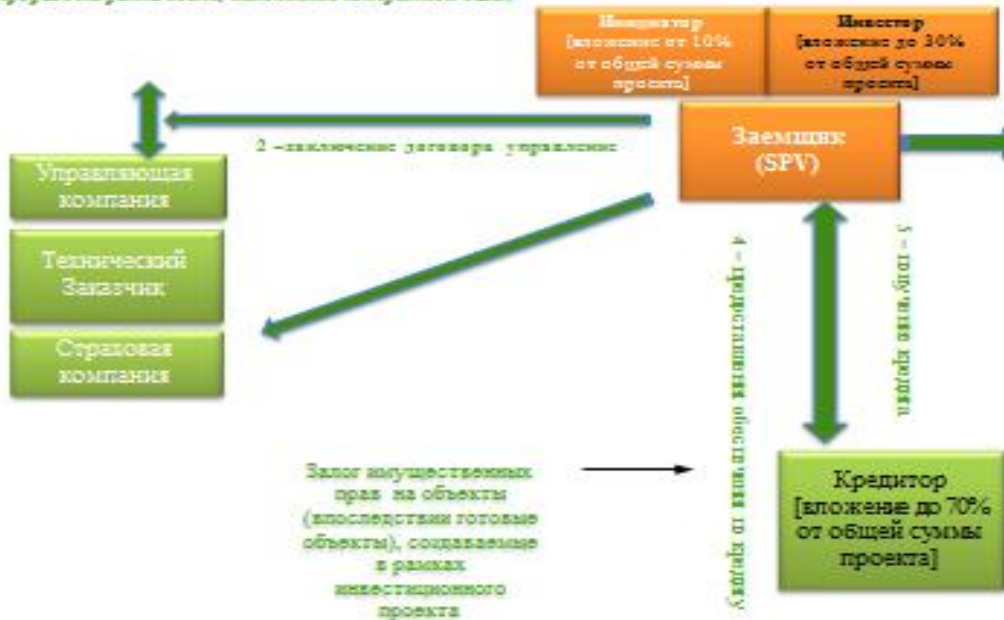 Инициатор
[вложение от 10%
от общей суммы
проекта]
Инвестор
[вложение до 30%
от общей суммы
проекта]
2 –заключение договора управление
Заемщик
(SPV)
Управляющая
компания
Технический
Заказчик
Страховая
компания
4 – предоставления обеспечения по кредиту
5 – получение кредита
Залог имущественных
прав на объекты
(впоследствии готовые
объекты), создаваемые
в рамках
инвестиционного
проекта
Кредитор
[вложение до 70%
от общей суммы
проекта]